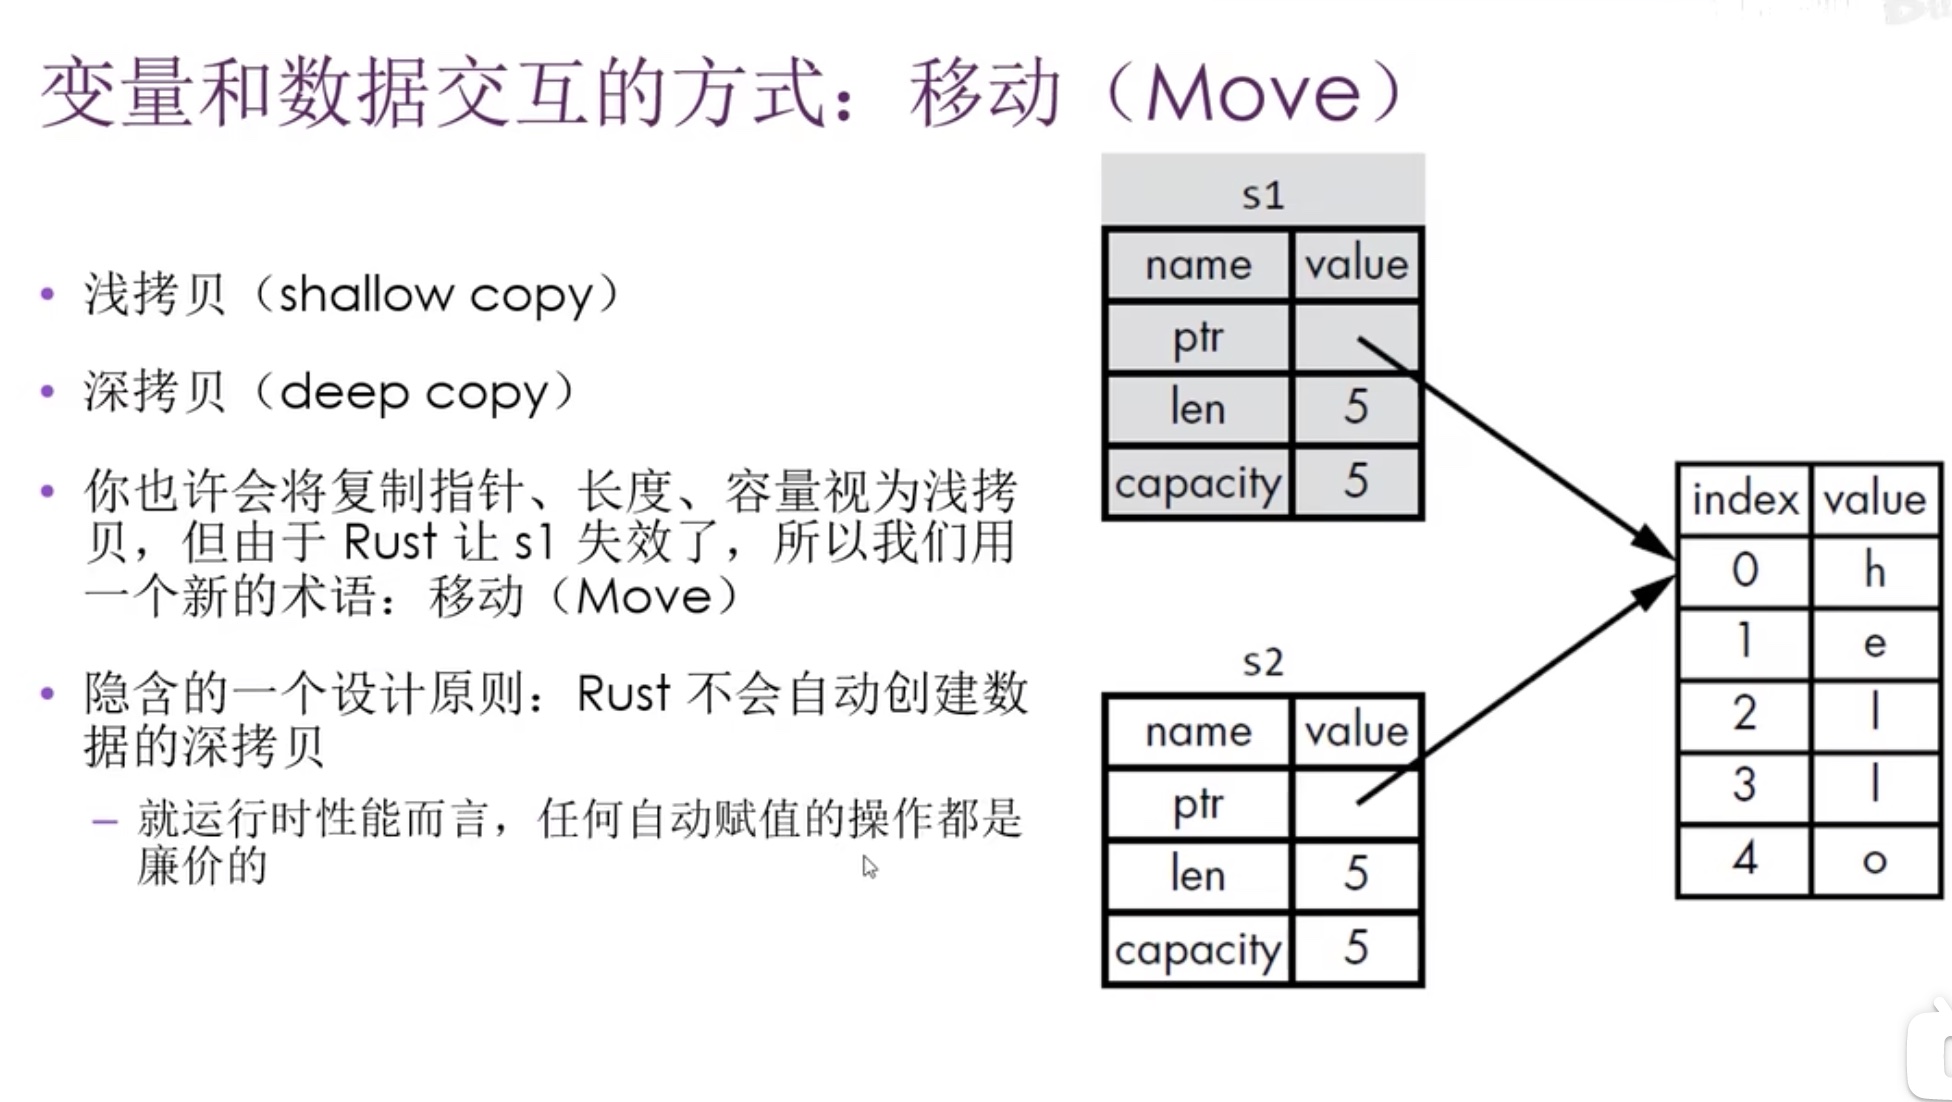 变量和数据交互的方式：移动（Move）
• 浅拷贝（shallow copy）
• 深拷贝（deep copy）
• 你也许会将复制指针、长度、容量视为浅拷
贝，但由于 Rust 让 s1 失效了，所以我们用
一个新的术语：移动（Move）
• 隐含的一个设计原则：Rust 不会自动创建数
据的深拷贝
– 就运行时性能而言，任何自动赋值的操作都是
廉价的
s1
name value
ptr
len 5
capacity 5
s2
name value
ptr
len 5
capacity 5
index value
0 h
1 e
2 l
3 l
4 o